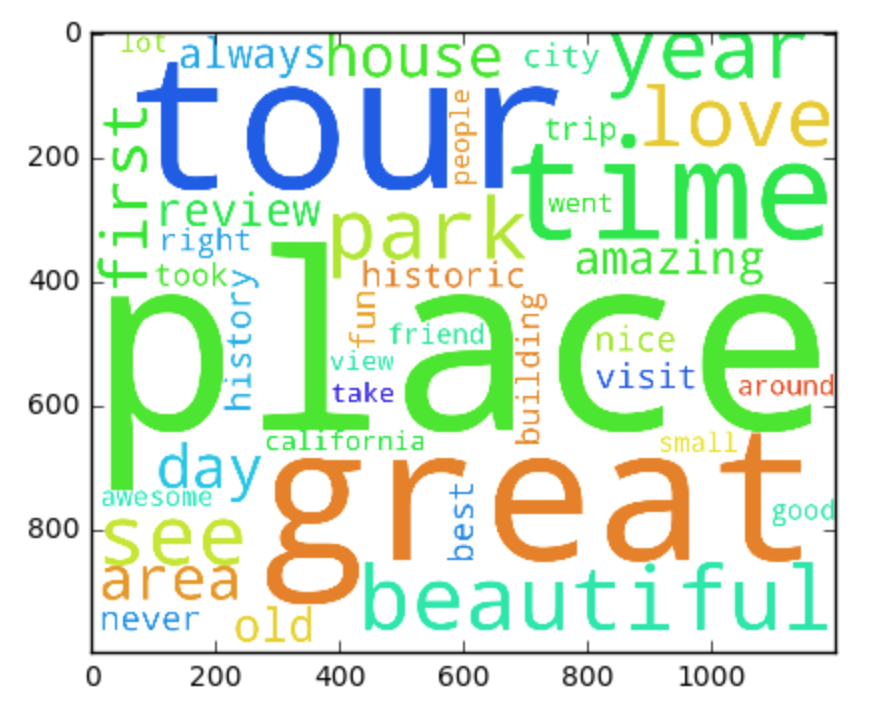 0
lot
always
house
city
year
tour
people
love
trip
first
200
time
went
review
park
right
amazing
400
took
historic
history
place
fun
friend
building
nice
view
visit
take
around
600
california
small
day
great
awesome
best
good
see
800
area
beautiful
never
old
0 200 400 600 800 1000